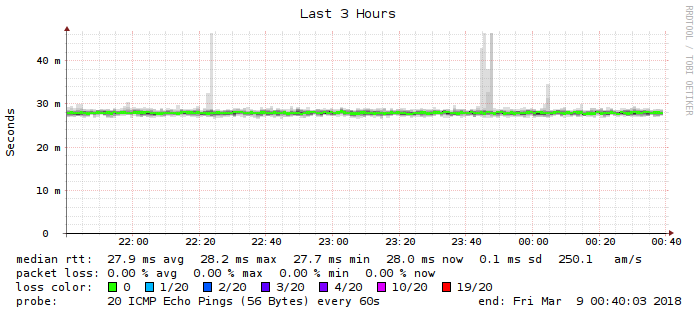 Last 3 Hours
RRDTOOL / TOBI OETIKER
Seconds
40 m
30 m
20 m
10 m
0
22:00 22:20 22:40 23:00 23:20 23:40 00:00 00:20 00:40
median rtt: 27.9 ms avg 28.2 ms max 27.7 ms min 28.0 ms now 0.1 ms sd 250.1 am/s
packet loss: 0.00 % avg 0.00 % max 0.00 % min 0.00 % now
loss color: 0 1/20 2/20 3/20 4/20 10/20 19/20
probe: 20 ICMP Echo Pings (56 Bytes) every 60s end: Fri Mar 9 00:40:03 2018